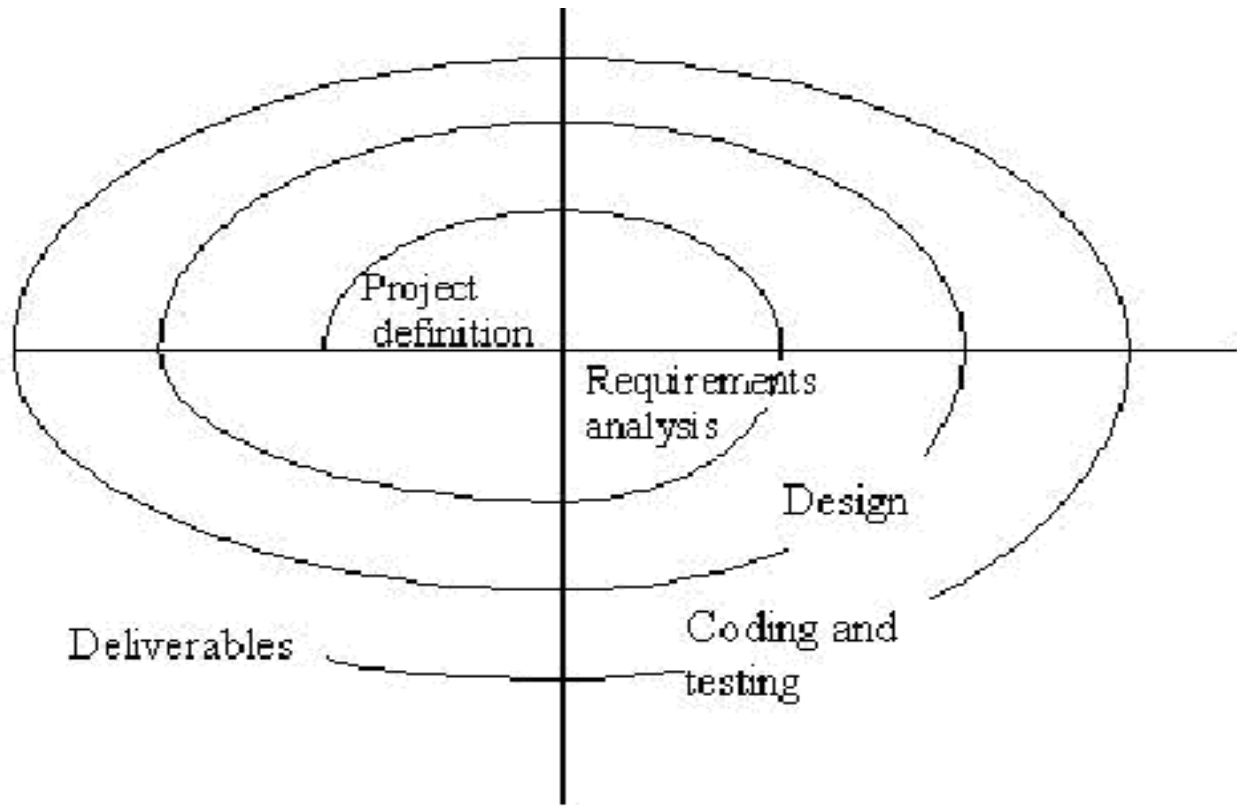 Project
definition
Requirements
analysis
Design
Coding and
testing
Deliverables